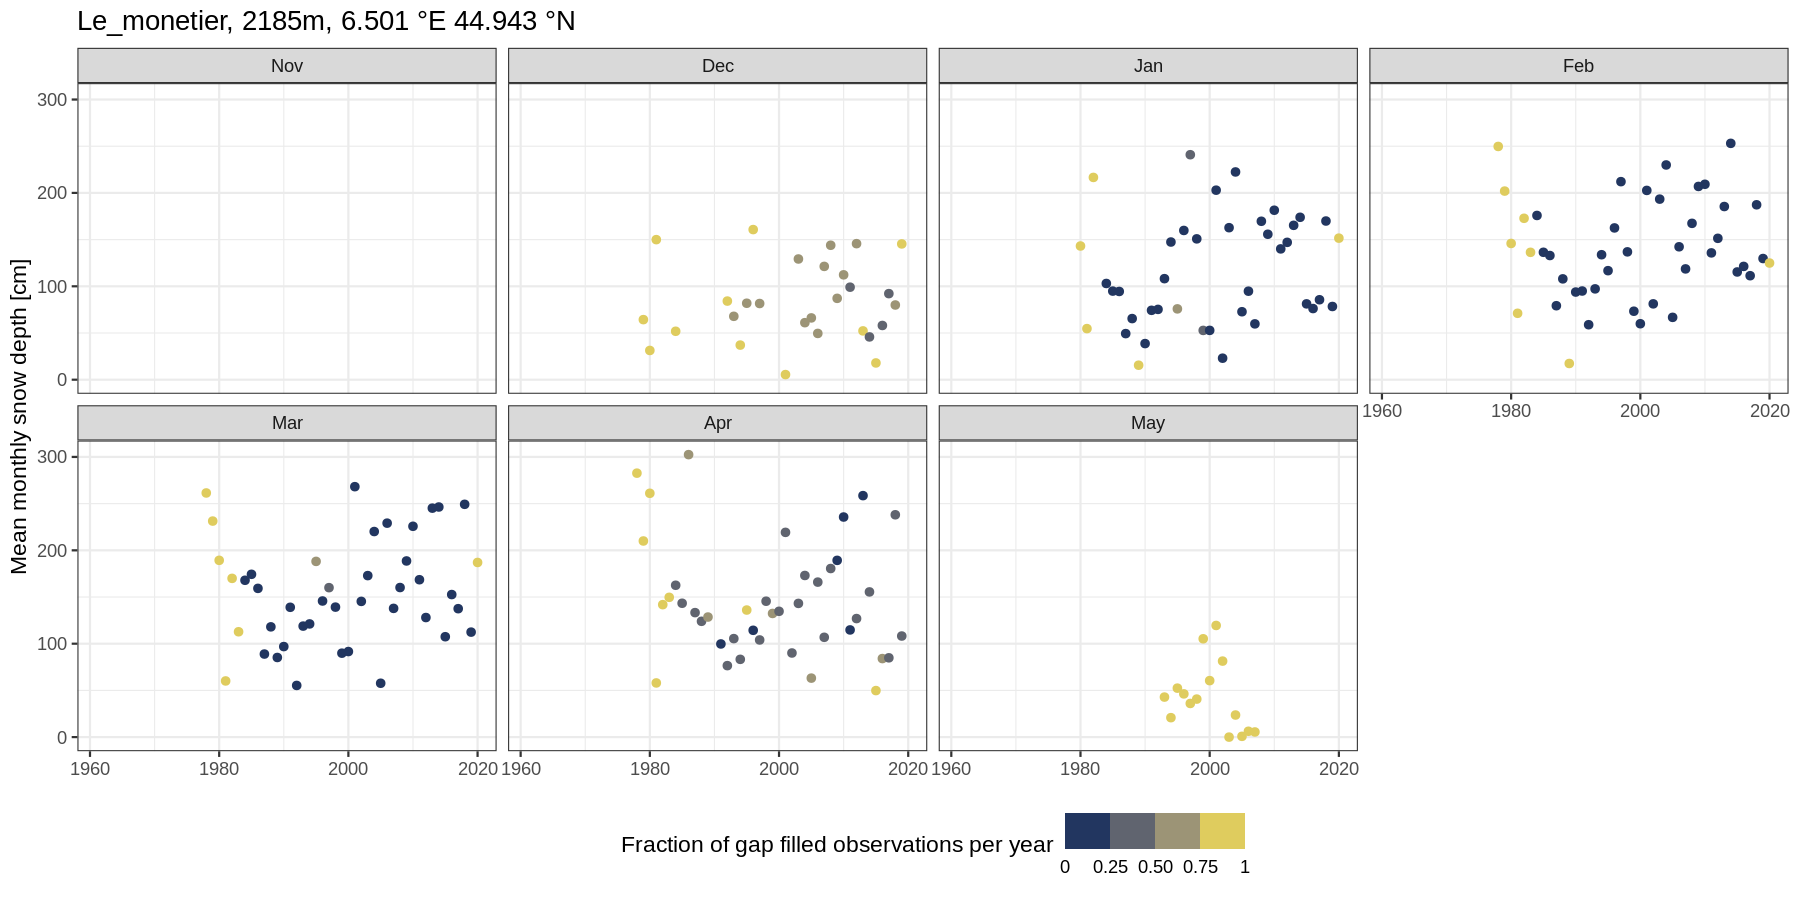 Le_monetier, 2185m, 6.501 °E 44.943 °N
Nov
Dec
Jan
Feb
300
200
100
0
1960
1980
2000
2020
Mean monthly snow depth [cm]
Mar
Apr
May
300
200
100
0
1960
1980
2000
2020
1960
1980
2000
2020
1960
1980
2000
2020
Fraction of gap filled observations per year
0
0.25
0.50
0.75
1